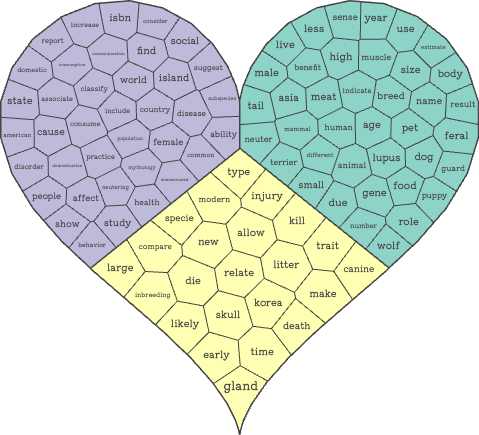 isbn
consider
increase
report
communication
find
social
domestic
consumption
world
island
suggest
classify
state
associate
include
country
subspecies
disease
american
cause
consume
population
female
ability
practice
common
disorder
domestication
mythology
domesticated
people
affect
neutering
health
show
study
behavior
sense
year
less
use
live
high
muscle
estimate
male
benefit
size
body
tail
asia
meat
indicate
breed
name
result
neuter
mammal
human
age
pet
feral
terrier
different
animal
lupus
dog
guard
small
due
gene
food
puppy
number
role
wolf
type
modern
injury
specie
kill
allow
new
trait
compare
large
relate
litter
canine
inbreeding
die
make
likely
skull
korea
death
early
time
gland